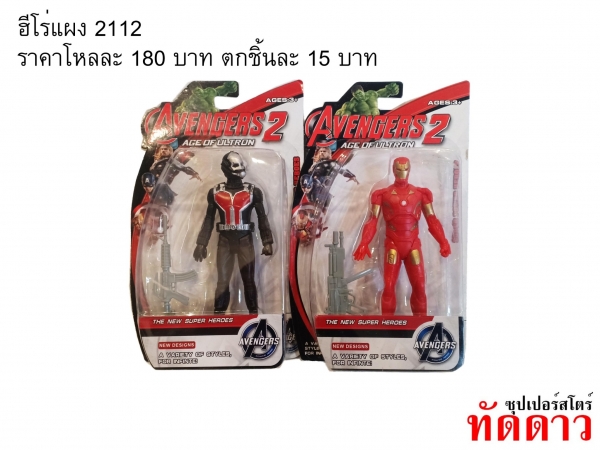 ฮีโร่แผง 2112
ราคาโหลละ 180 บาท ตกชิ้นละ 15 บาท
AGES:3+
AVENGERS 2
AGE OF ULTRON
THE NEW SUPER HEROES
NEW DESIGNS
A VARIETY OF STYLES,
FOR INFINITE!
AVENGERS
AGES:3+
AVENGERS 2
AGE OF ULTRON
THE NEW SUPER HEROES
NEW DESIGNS
A VARIETY OF STYLES,
FOR INFINITE!
AVENGERS
ซุปเปอร์สโตร์
ทัดดาว